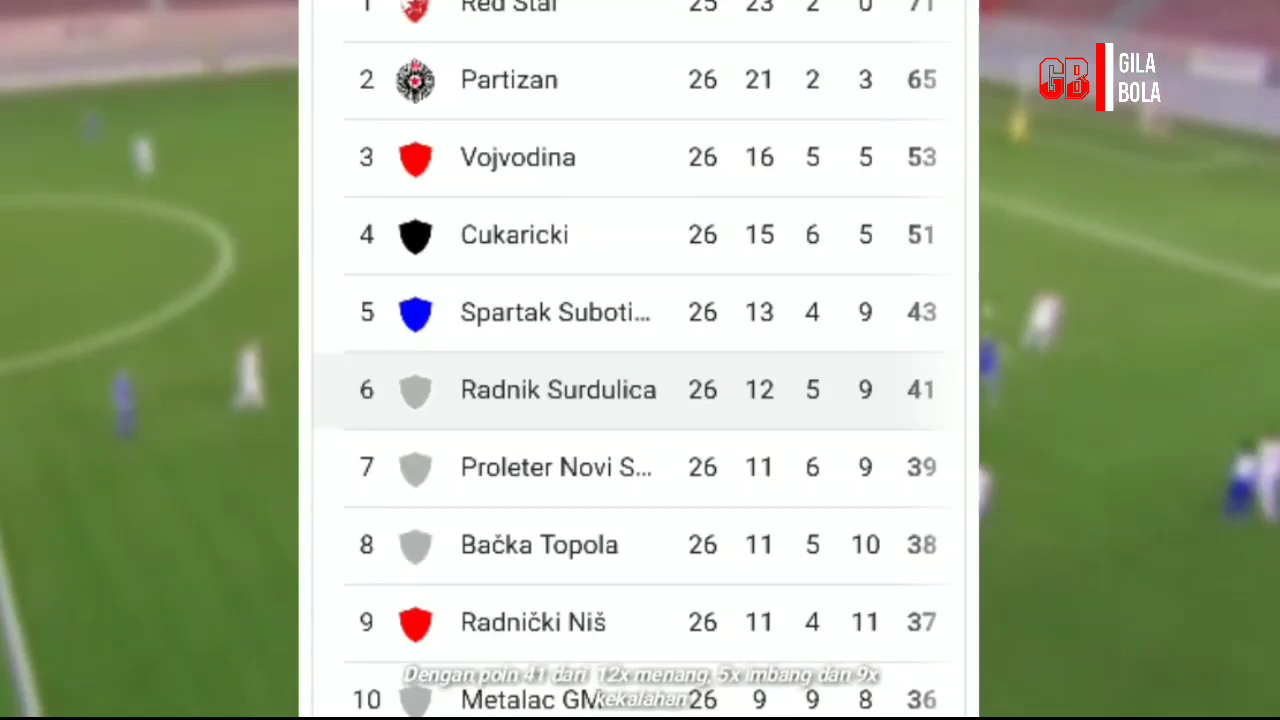 1 Red Star 25 23 2 0 71
2 Partizan 26 21 2 3 65
3 Vojvodina 26 16 5 5 53
4 Cukaricki 26 15 6 5 51
5 Spartak Suboti... 26 13 4 9 43
6 Radnik Surdulica 26 12 5 9 41
7 Proleter Novi S... 26 11 6 9 39
8 Bačka Topola 26 11 5 10 38
9 Radnički Niš 26 11 4 11 37
10 Metalac GM 26 9 9 8 36
Dengan poin 41 dari 12x menang, 5x imbang dan 9x
kekalahan
GB GILA
BOLA